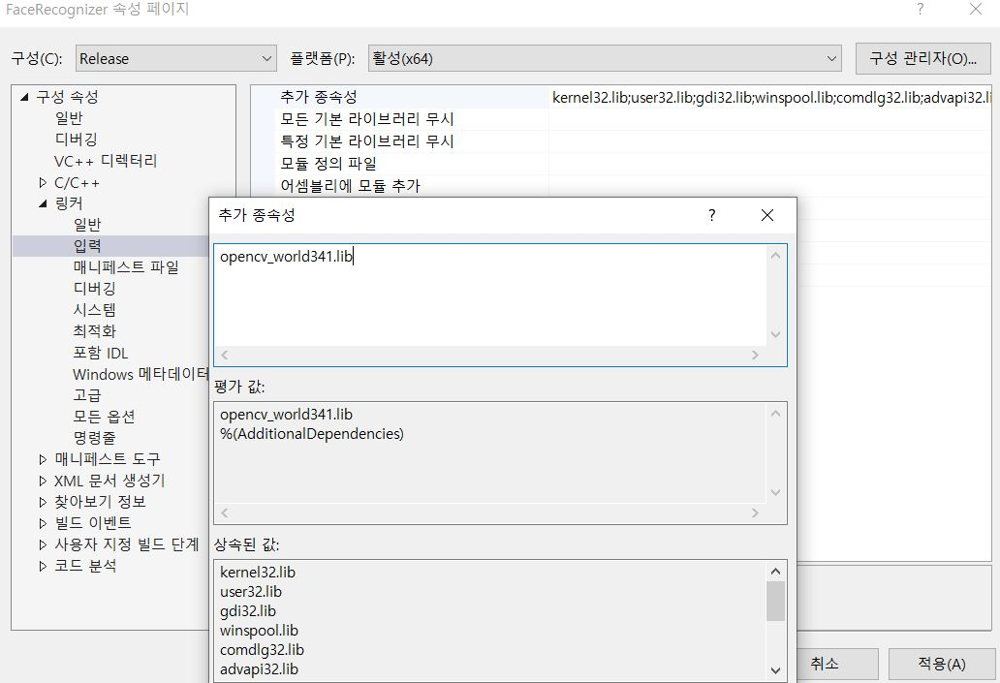 FaceRecognizer 속성 페이지
?
구성(C):
Release
플랫폼(P):
활성(x64)
구성 관리자(O)...
구성 속성
일반
디버깅
VC++ 디렉터리
C/C++
링커
일반
입력
매니페스트 파일
디버깅
시스템
최적화
포함 IDL
Windows 메타데이터
고급
모든 옵션
명령줄
매니페스트 도구
XML 문서 생성기
찾아보기 정보
빌드 이벤트
사용자 지정 빌드 단계
코드 분석
추가 종속성
kernel32.lib;user32.lib;gdi32.lib;winspool.lib;comdlg32.lib;advapi32.li
모든 기본 라이브러리 무시
특정 기본 라이브러리 무시
모듈 정의 파일
어셈블리에 모듈 추가
추가 종속성
?
opencv_world341.lib
평가 값:
opencv_world341.lib
%(AdditionalDependencies)
상속된 값:
kernel32.lib
user32.lib
gdi32.lib
winspool.lib
comdlg32.lib
advapi32.lib
취소
적용(A)